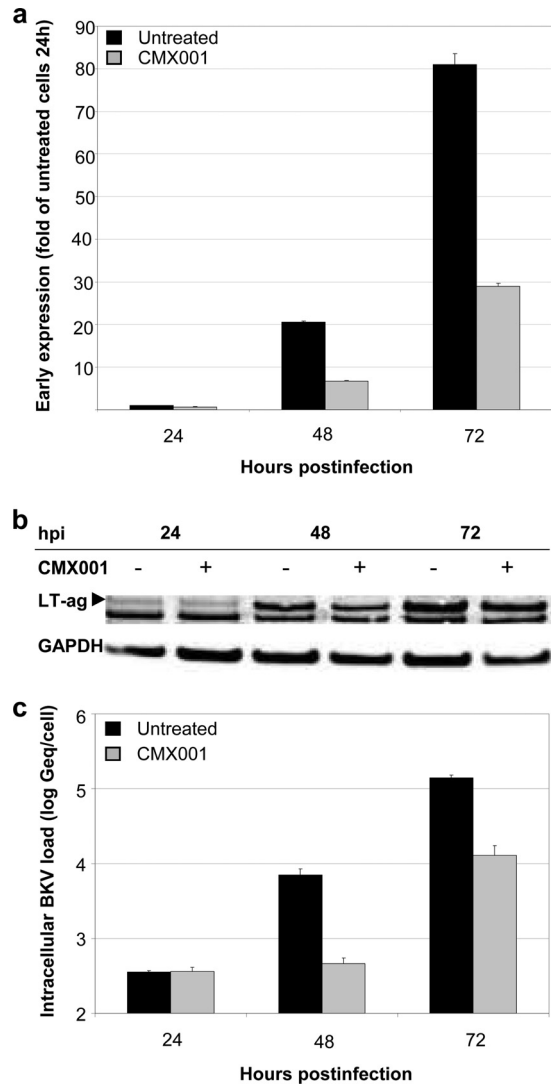 a
Early expression (fold of untreated cells 24h)
90
80
70
60
50
40
30
20
10
Untreated
CMX001
24 48 72
Hours postinfection
b
hpi 24 48 72
CMX001 - + - + - +
LT-ag
GAPDH
c
Intracellular BKV load (log Geq/cell)
6
5
4
3
2
Untreated
CMX001
24 48 72
Hours postinfection